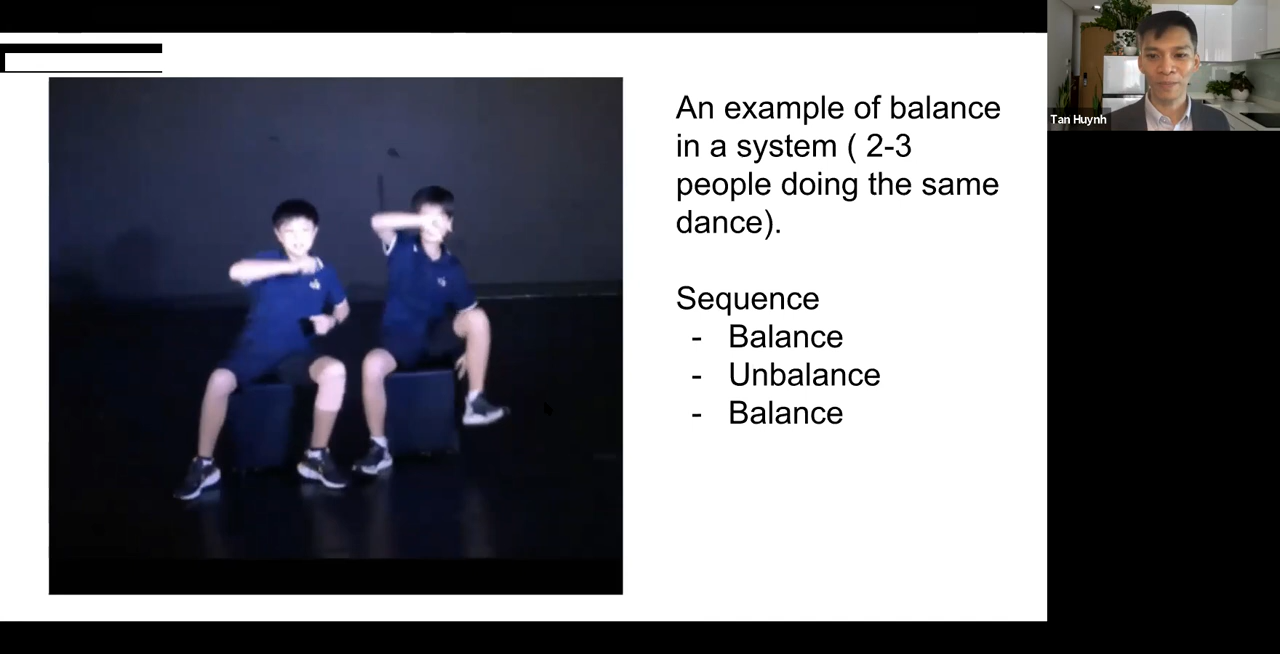 An example of balance
in a system ( 2-3
people doing the same
dance).
Sequence
- Balance
- Unbalance
- Balance
Tan Huynh